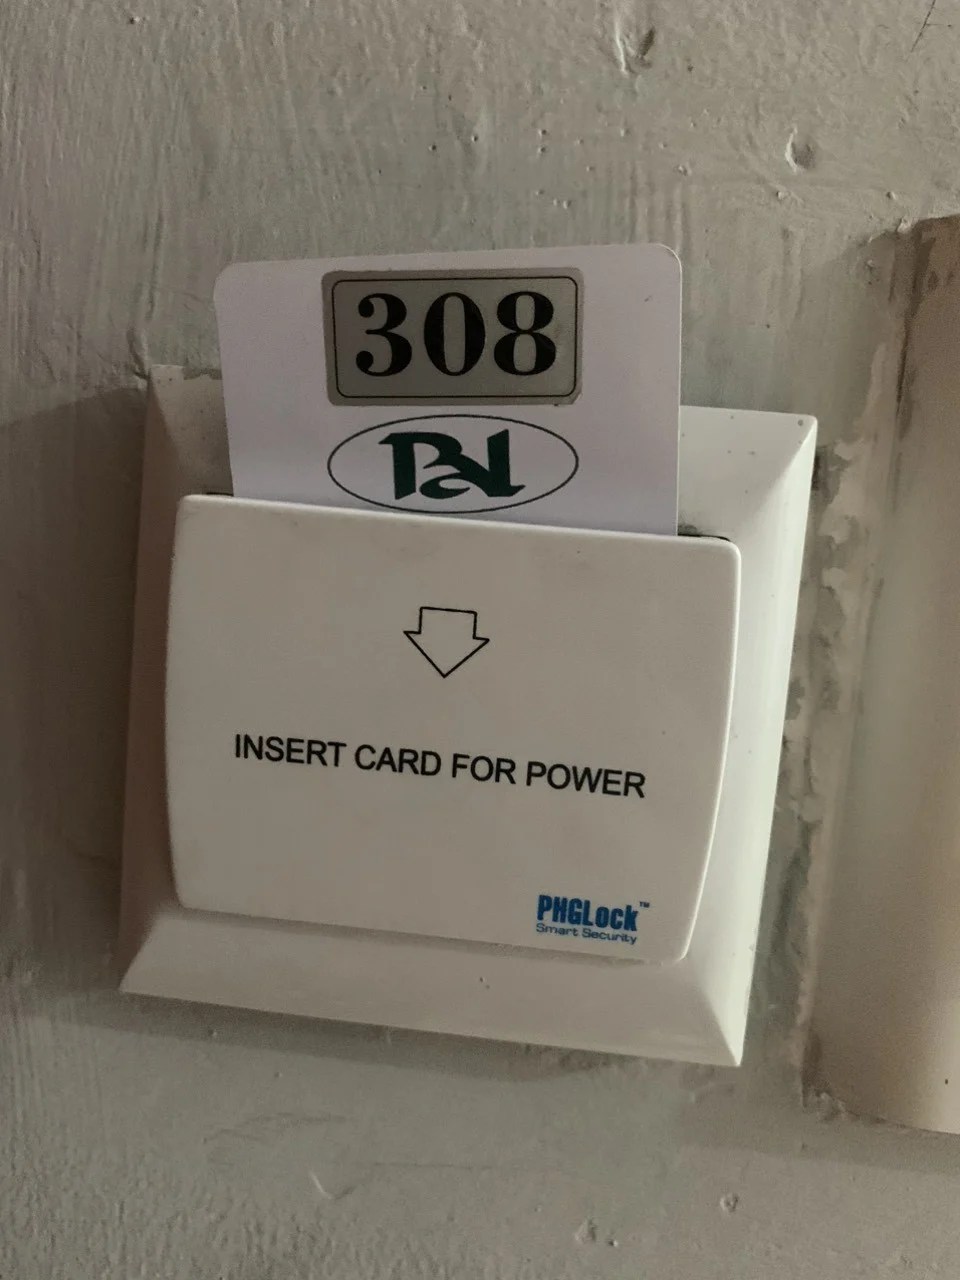 308
INSERT CARD FOR POWER
PHGLock™
Smart Security